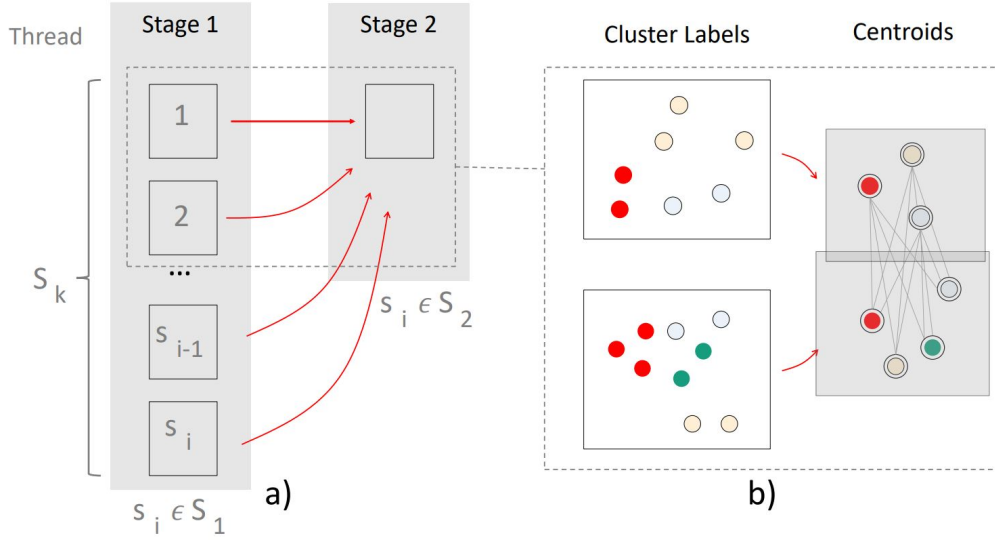 Thread
Stage 1
Stage 2
Cluster Labels
Centroids
1
2
...
S k
s i-1
s i
s i ϵ S 2
s i ϵ S 1
a)
b)